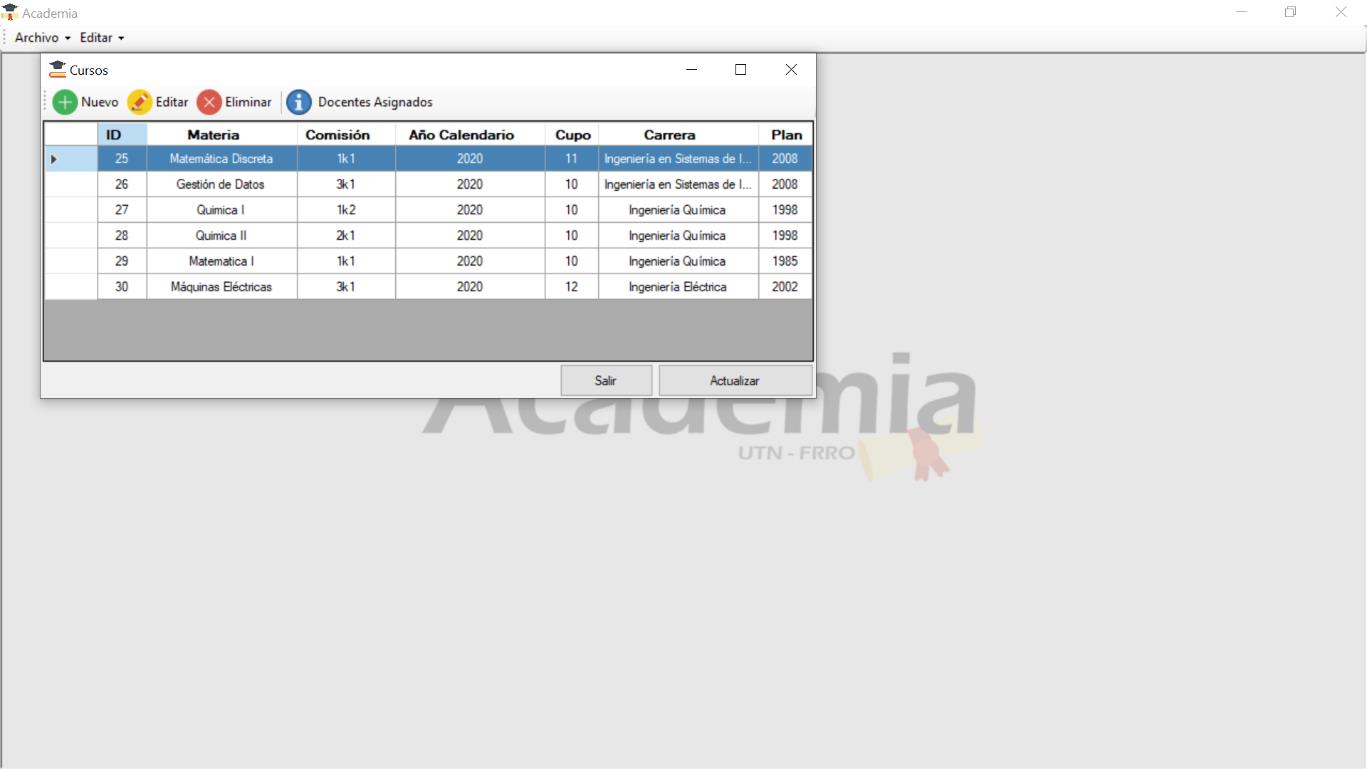 Academia
Archivo Editar
Cursos
Nuevo Editar Eliminar Docentes Asignados
ID Materia Comisión Año Calendario Cupo Carrera Plan
25 Matemática Discreta 1k1 2020 11 Ingeniería en Sistemas de I... 2008
26 Gestión de Datos 3k1 2020 10 Ingeniería en Sistemas de I... 2008
27 Quimica I 1k2 2020 10 Ingeniería Química 1998
28 Quimica II 2k1 2020 10 Ingeniería Química 1998
29 Matematica I 1k1 2020 10 Ingeniería Química 1985
30 Máquinas Eléctricas 3k1 2020 12 Ingeniería Eléctrica 2002
Salir Actualizar
Academia
UTN - FRRO